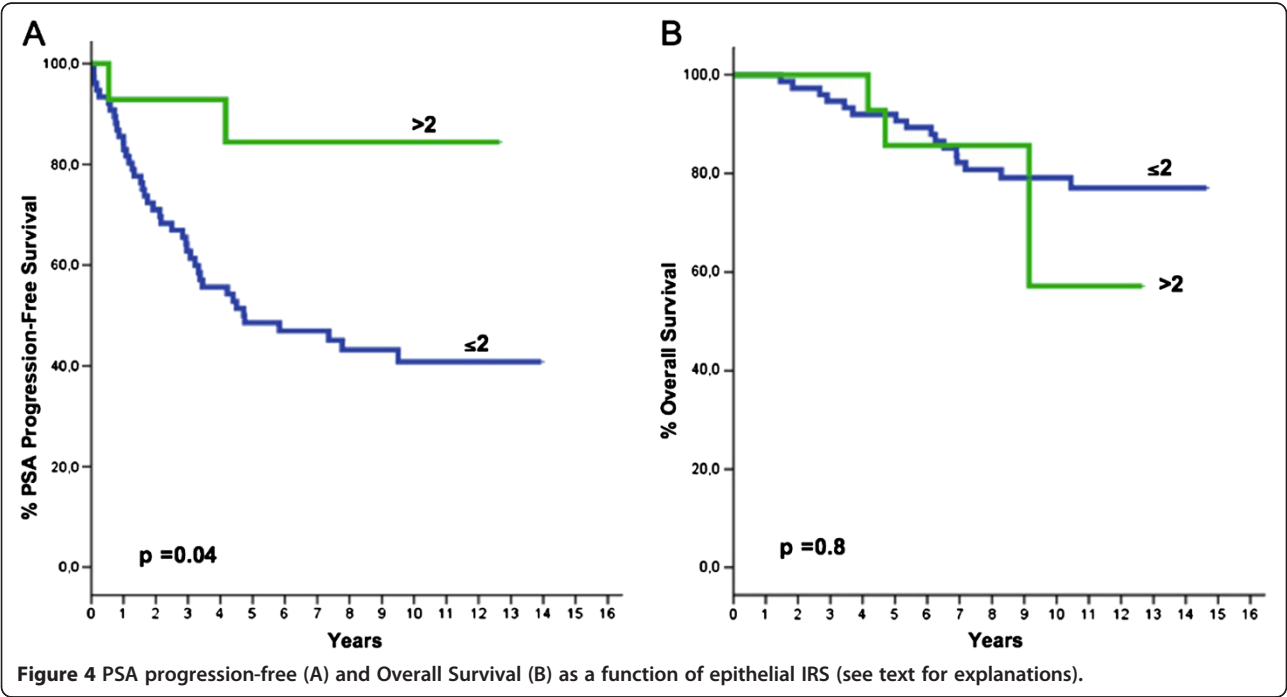 A
% PSA Progression-Free Survival
100,0
80,0
60,0
40,0
20,0
0,0
>2
≤2
p =0.04
0 1 2 3 4 5 6 7 8 9 10 11 12 13 14 15 16
Years
B
% Overall Survival
100,0
80,0
60,0
40,0
20,0
0,0
≤2
>2
p =0.8
0 1 2 3 4 5 6 7 8 9 10 11 12 13 14 15 16
Years
Figure 4 PSA progression-free (A) and Overall Survival (B) as a function of epithelial IRS (see text for explanations).